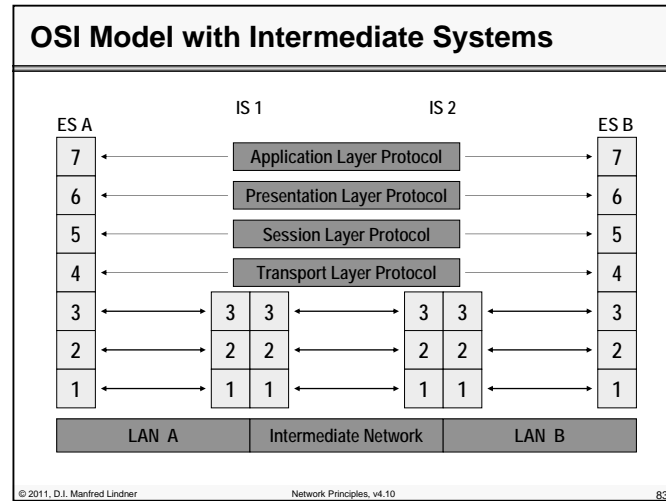 OSI Model with Intermediate Systems
IS 1 IS 2
ES A ES B
7 Application Layer Protocol 7
6 Presentation Layer Protocol 6
5 Session Layer Protocol 5
4 Transport Layer Protocol 4
3 3 3 3 3 3
2 2 2 2 2 2
1 1 1 1 1 1
LAN A Intermediate Network LAN B
© 2011, D.I. Manfred Lindner Network Principles, v4.10 83